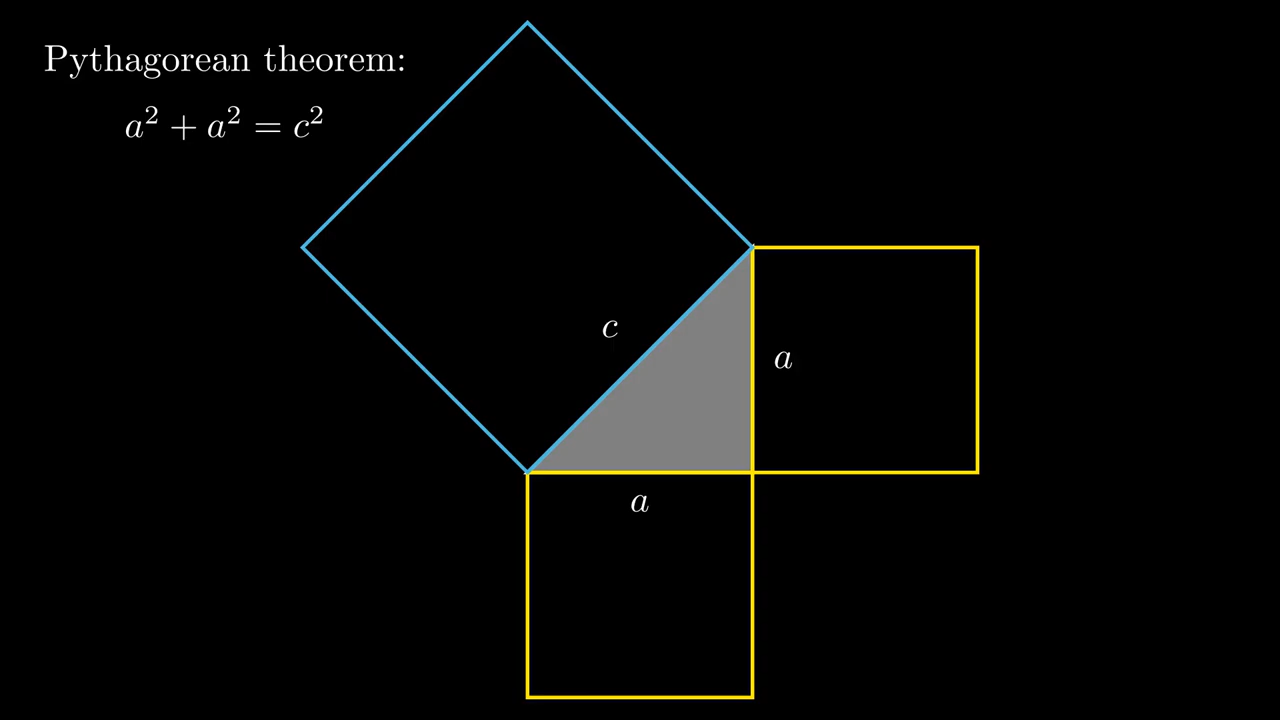 Pythagorean theorem:
a² + a² = c²
c
a
a